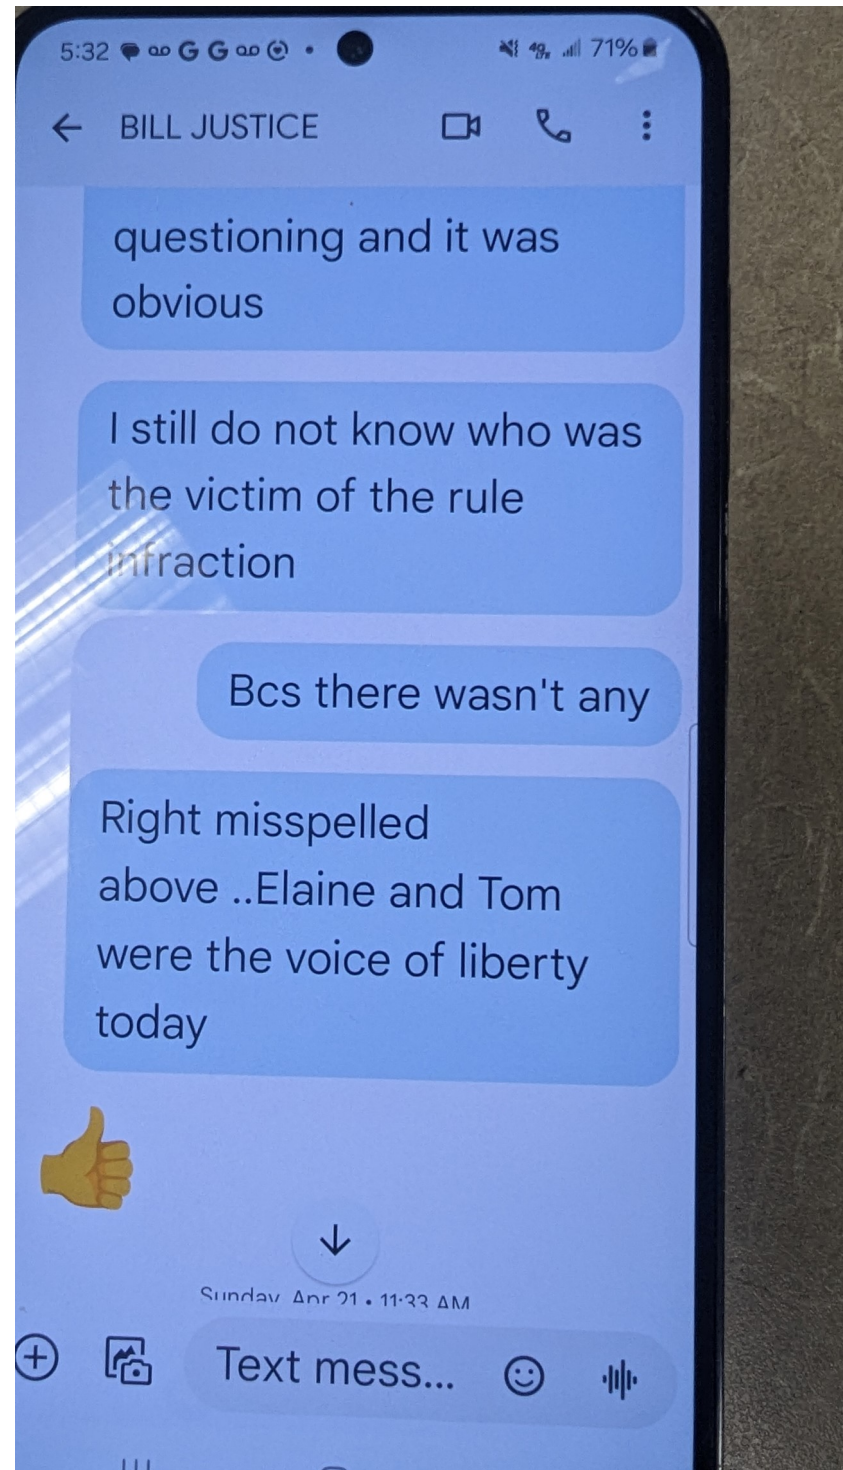 5:32
71%
BILL JUSTICE
questioning and it was
obvious
I still do not know who was
the victim of the rule
infraction
Bcs there wasn't any
Right misspelled
above ..Elaine and Tom
were the voice of liberty
today
Sunday, Apr 21 • 11:33 AM
Text mess...